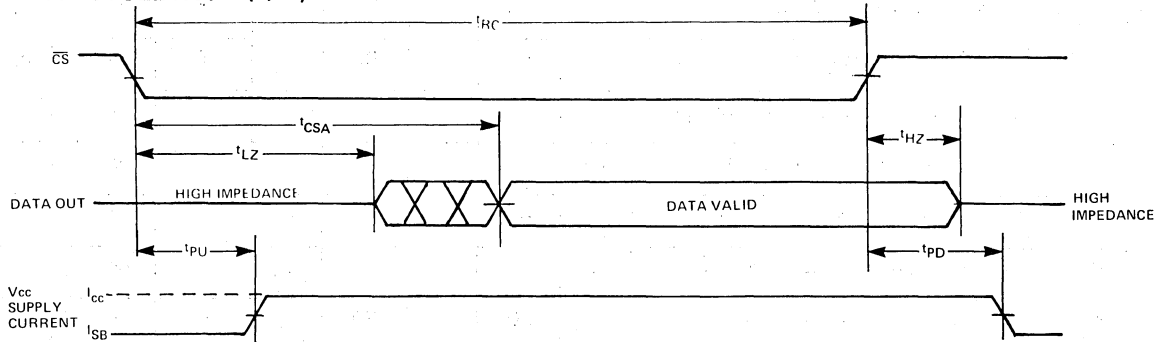 tRC
CS
tCSA
tHZ
tLZ
HIGH IMPEDANCE
DATA OUT
DATA VALID
HIGH
IMPEDANCE
tPU
tPD
Vcc
SUPPLY
CURRENT
Icc
ISB